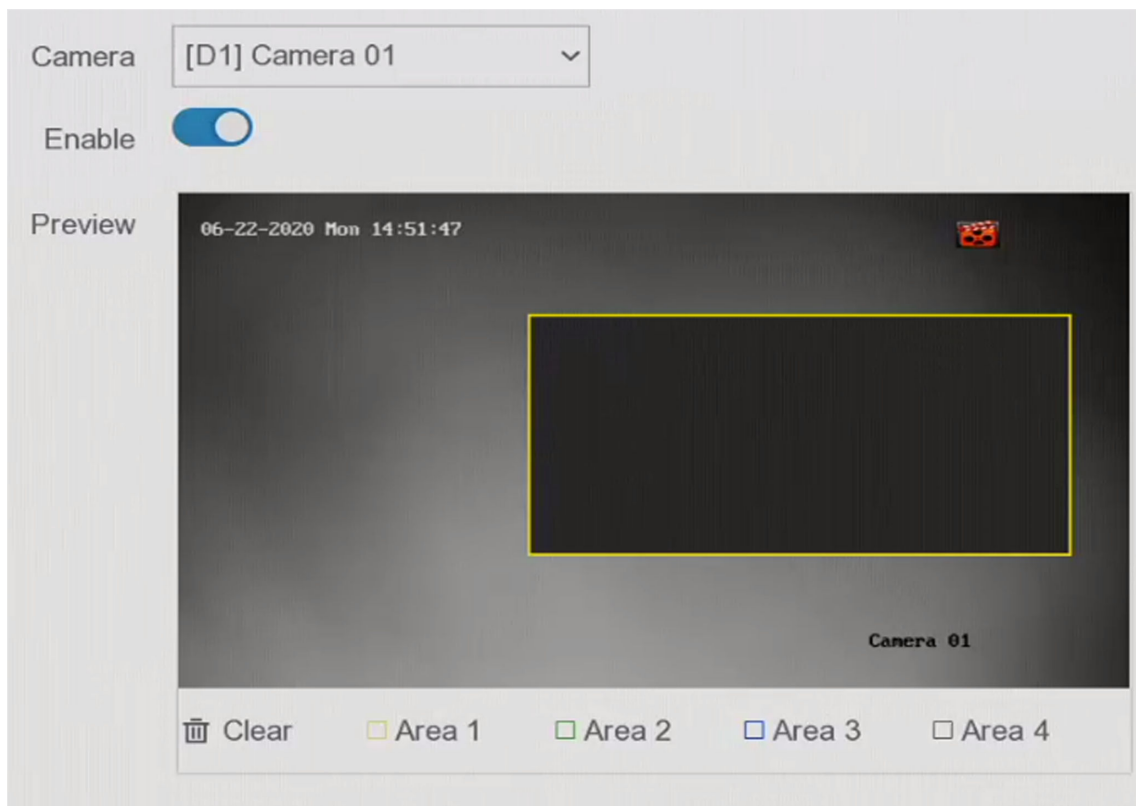 Camera [D1] Camera 01
Enable
Preview
06-22-2020 Mon 14:51:47
Camera 01
Clear Area 1 Area 2 Area 3 Area 4